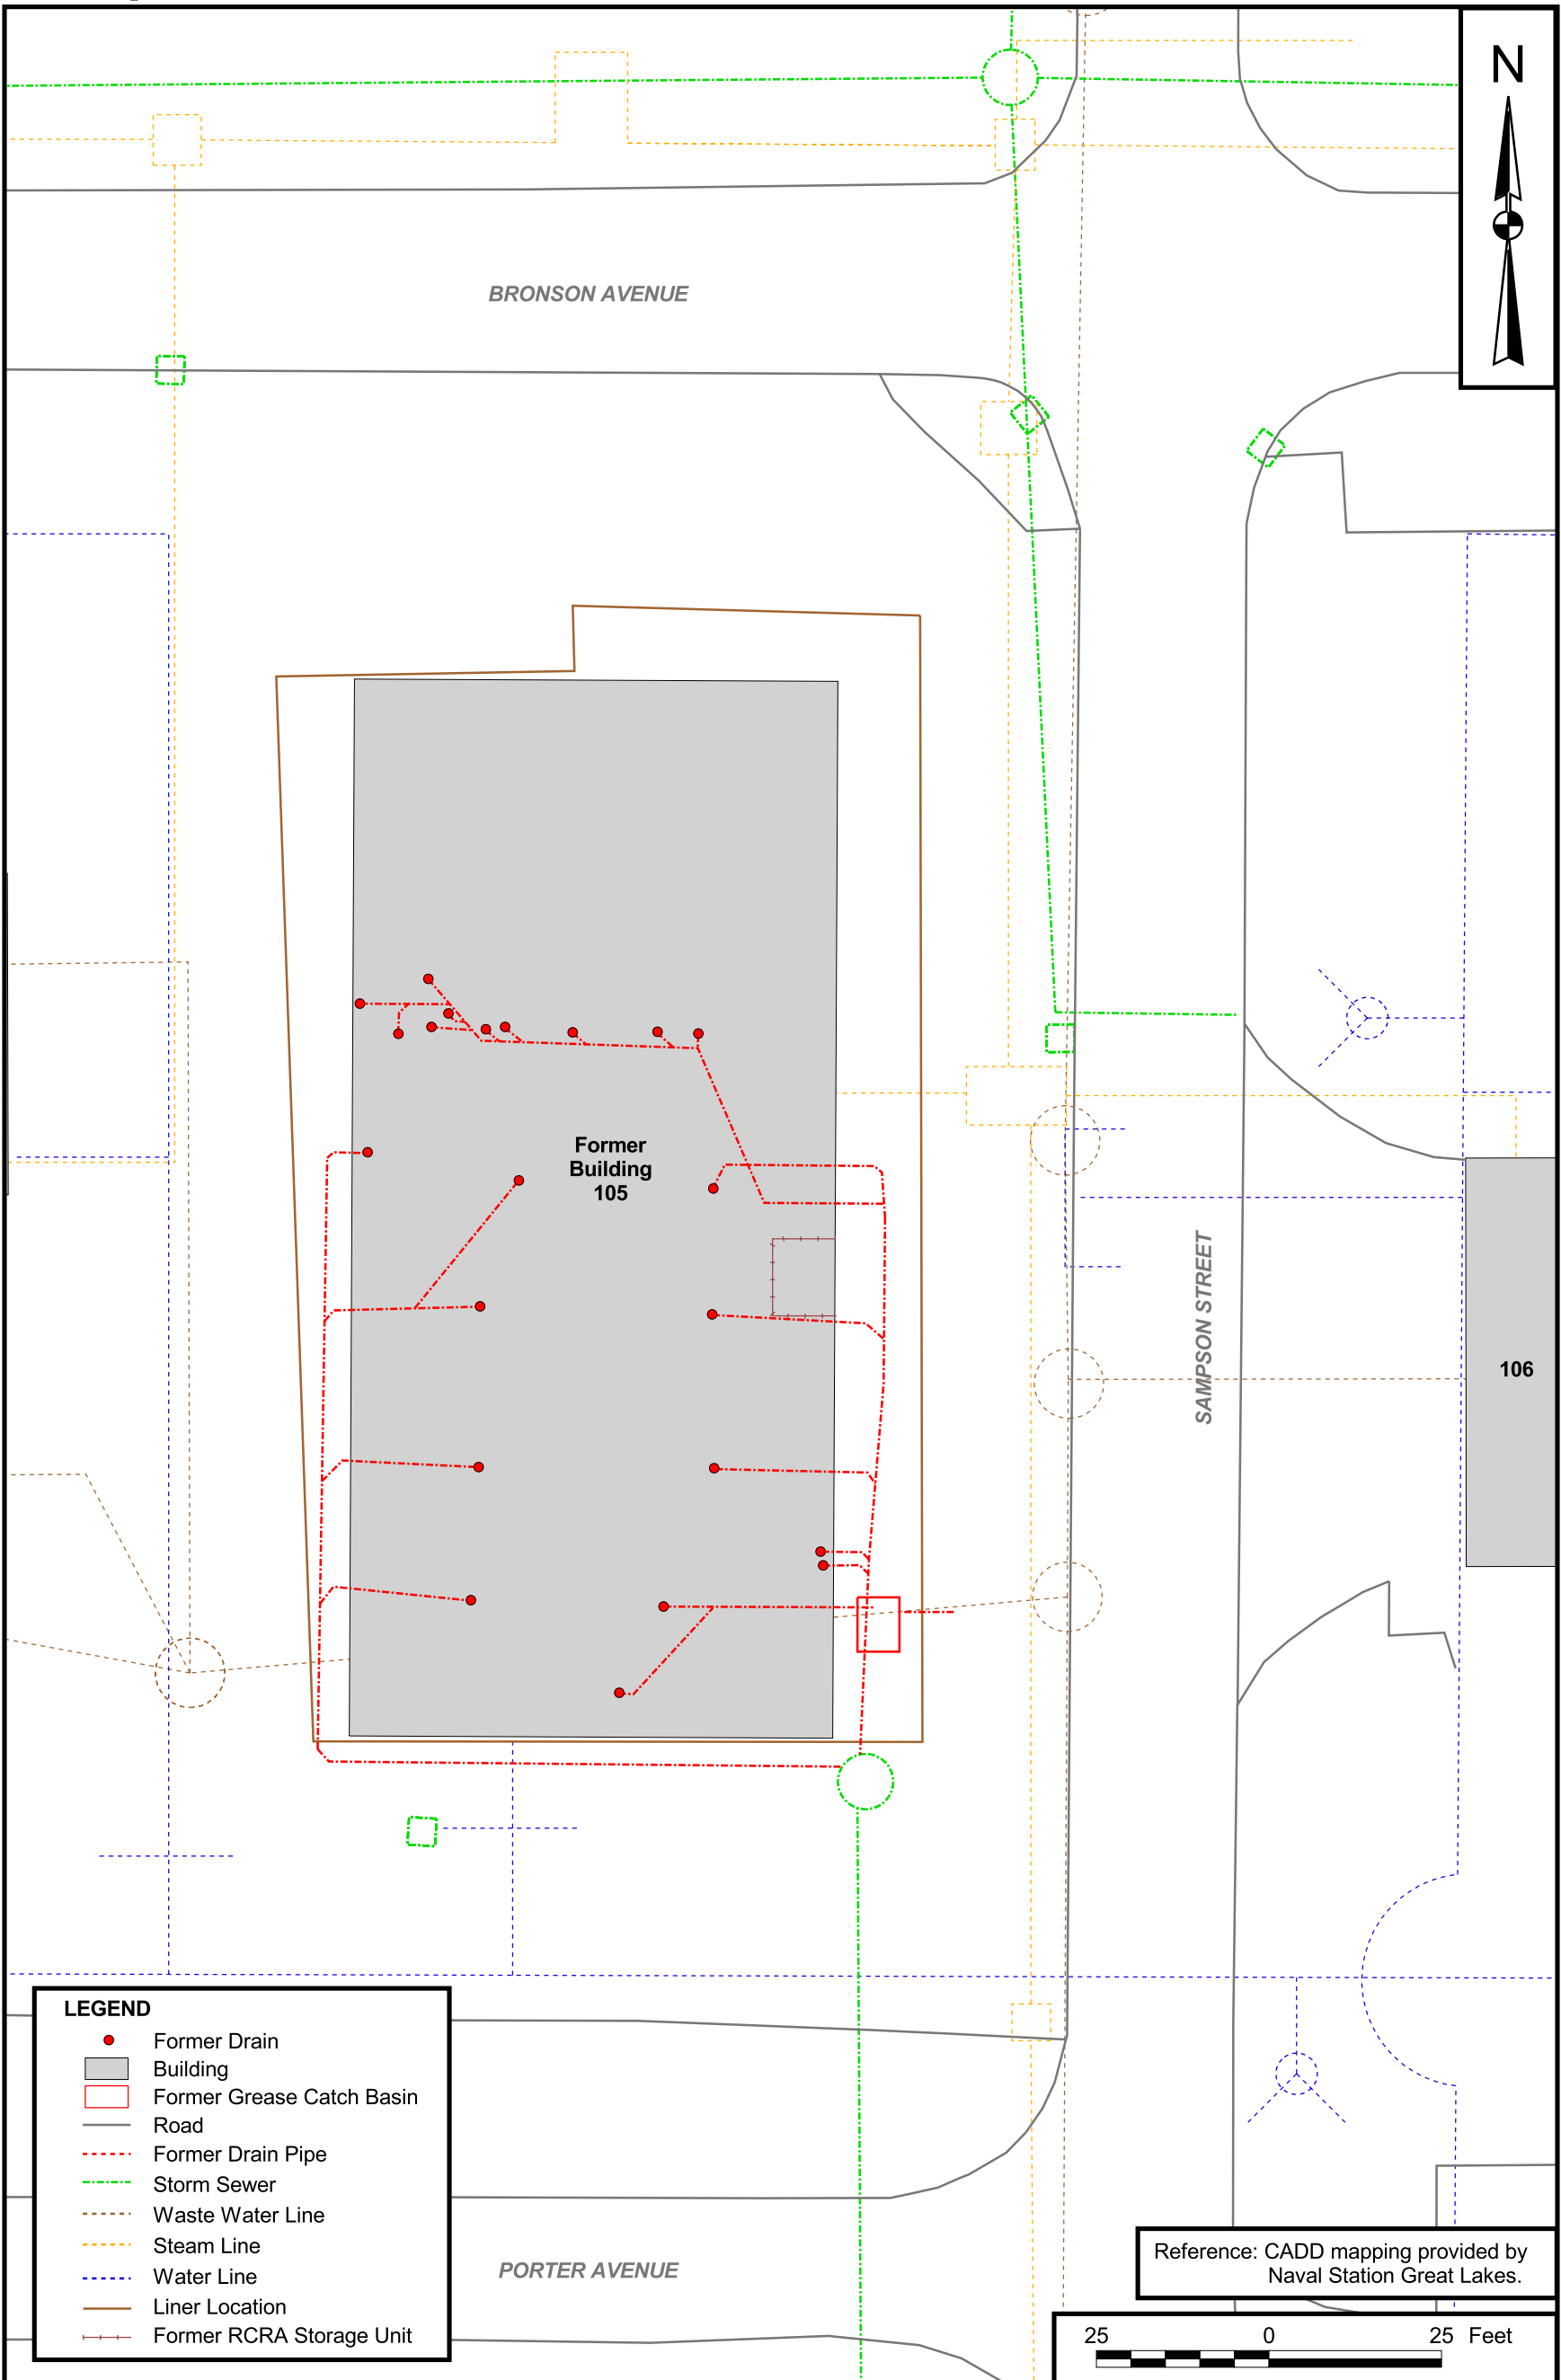 N
BRONSON AVENUE
Former
Building
105
SAMPSON STREET
106
LEGEND
Former Drain
Building
Former Grease Catch Basin
Road
Former Drain Pipe
Storm Sewer
Waste Water Line
Steam Line
Water Line
Liner Location
Former RCRA Storage Unit
PORTER AVENUE
Reference: CADD mapping provided by
Naval Station Great Lakes.
25 0 25 Feet